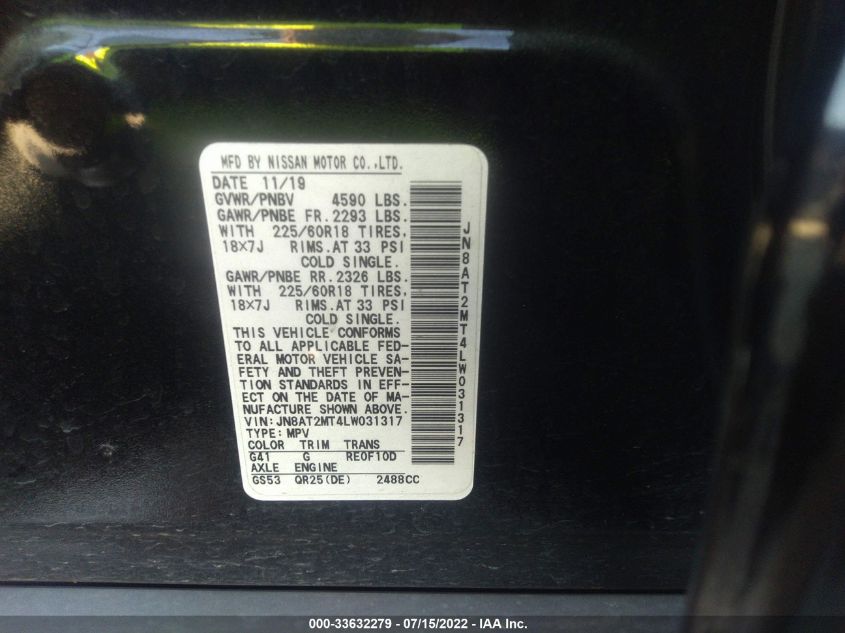 MFD BY NISSAN MOTOR CO.,LTD.
DATE 11/19
GVWR/PNBV 4590 LBS.
GAWR/PNBE FR.2293 LBS.
WITH 225/60R18 TIRES,
18×7J RIMS.AT 33 PSI
COLD SINGLE.
GAWR/PNBE RR.2326 LBS.
WITH 225/60R18 TIRES,
18×7J RIMS.AT 33 PSI
COLD SINGLE.
THIS VEHICLE CONFORMS
TO ALL APPLICABLE FED-
ERAL MOTOR VEHICLE SA-
FETY AND THEFT PREVEN-
TION STANDARDS IN EFF-
ECT ON THE DATE OF MA-
NUFACTURE SHOWN ABOVE.
VIN:JN8AT2MT4LW031317
TYPE:MPV
COLOR TRIM TRANS
G41 G RE0F10D
AXLE ENGINE
GS53 QR25(DE) 2488CC
JN8AT2MT4LW031317
000-33632279 - 07/15/2022 - IAA Inc.